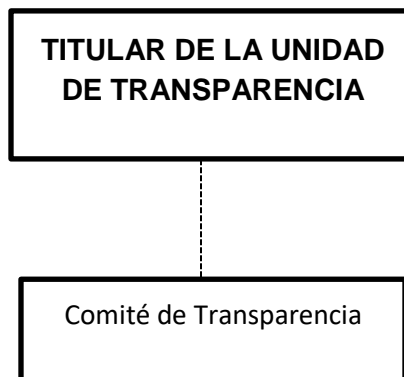 TITULAR DE LA UNIDAD
DE TRANSPARENCIA
Comité de Transparencia